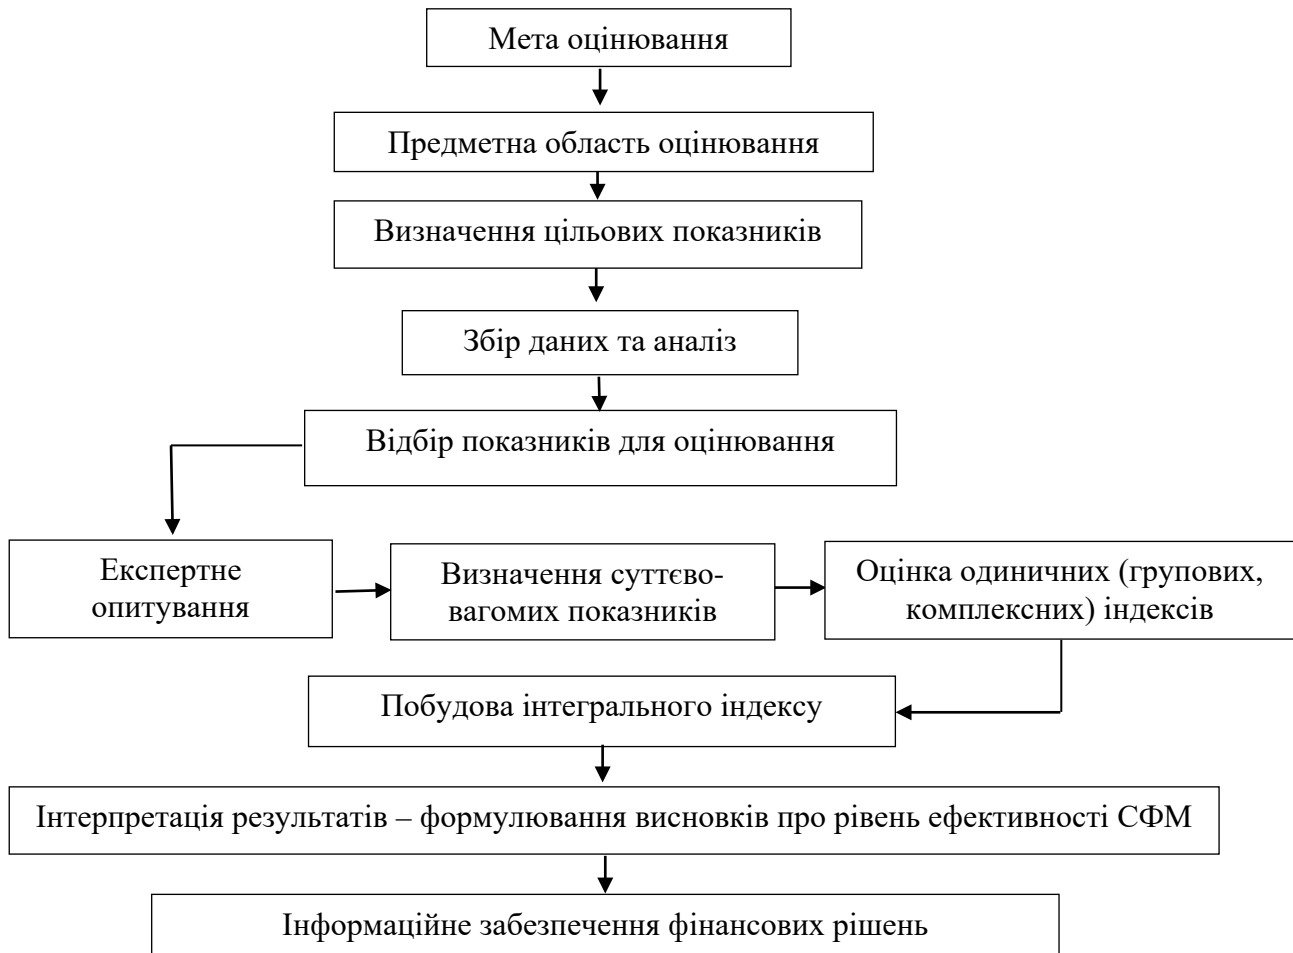 Мета оцінювання
Предметна область оцінювання
Визначення цільових показників
Збір даних та аналіз
Відбір показників для оцінювання
Експертне
опитування
Визначення суттєво-
вагомих показників
Оцінка одиничних (групових,
комплексних) індексів
Побудова інтегрального індексу
Інтерпретація результатів – формулювання висновків про рівень ефективності СФМ
Інформаційне забезпечення фінансових рішень